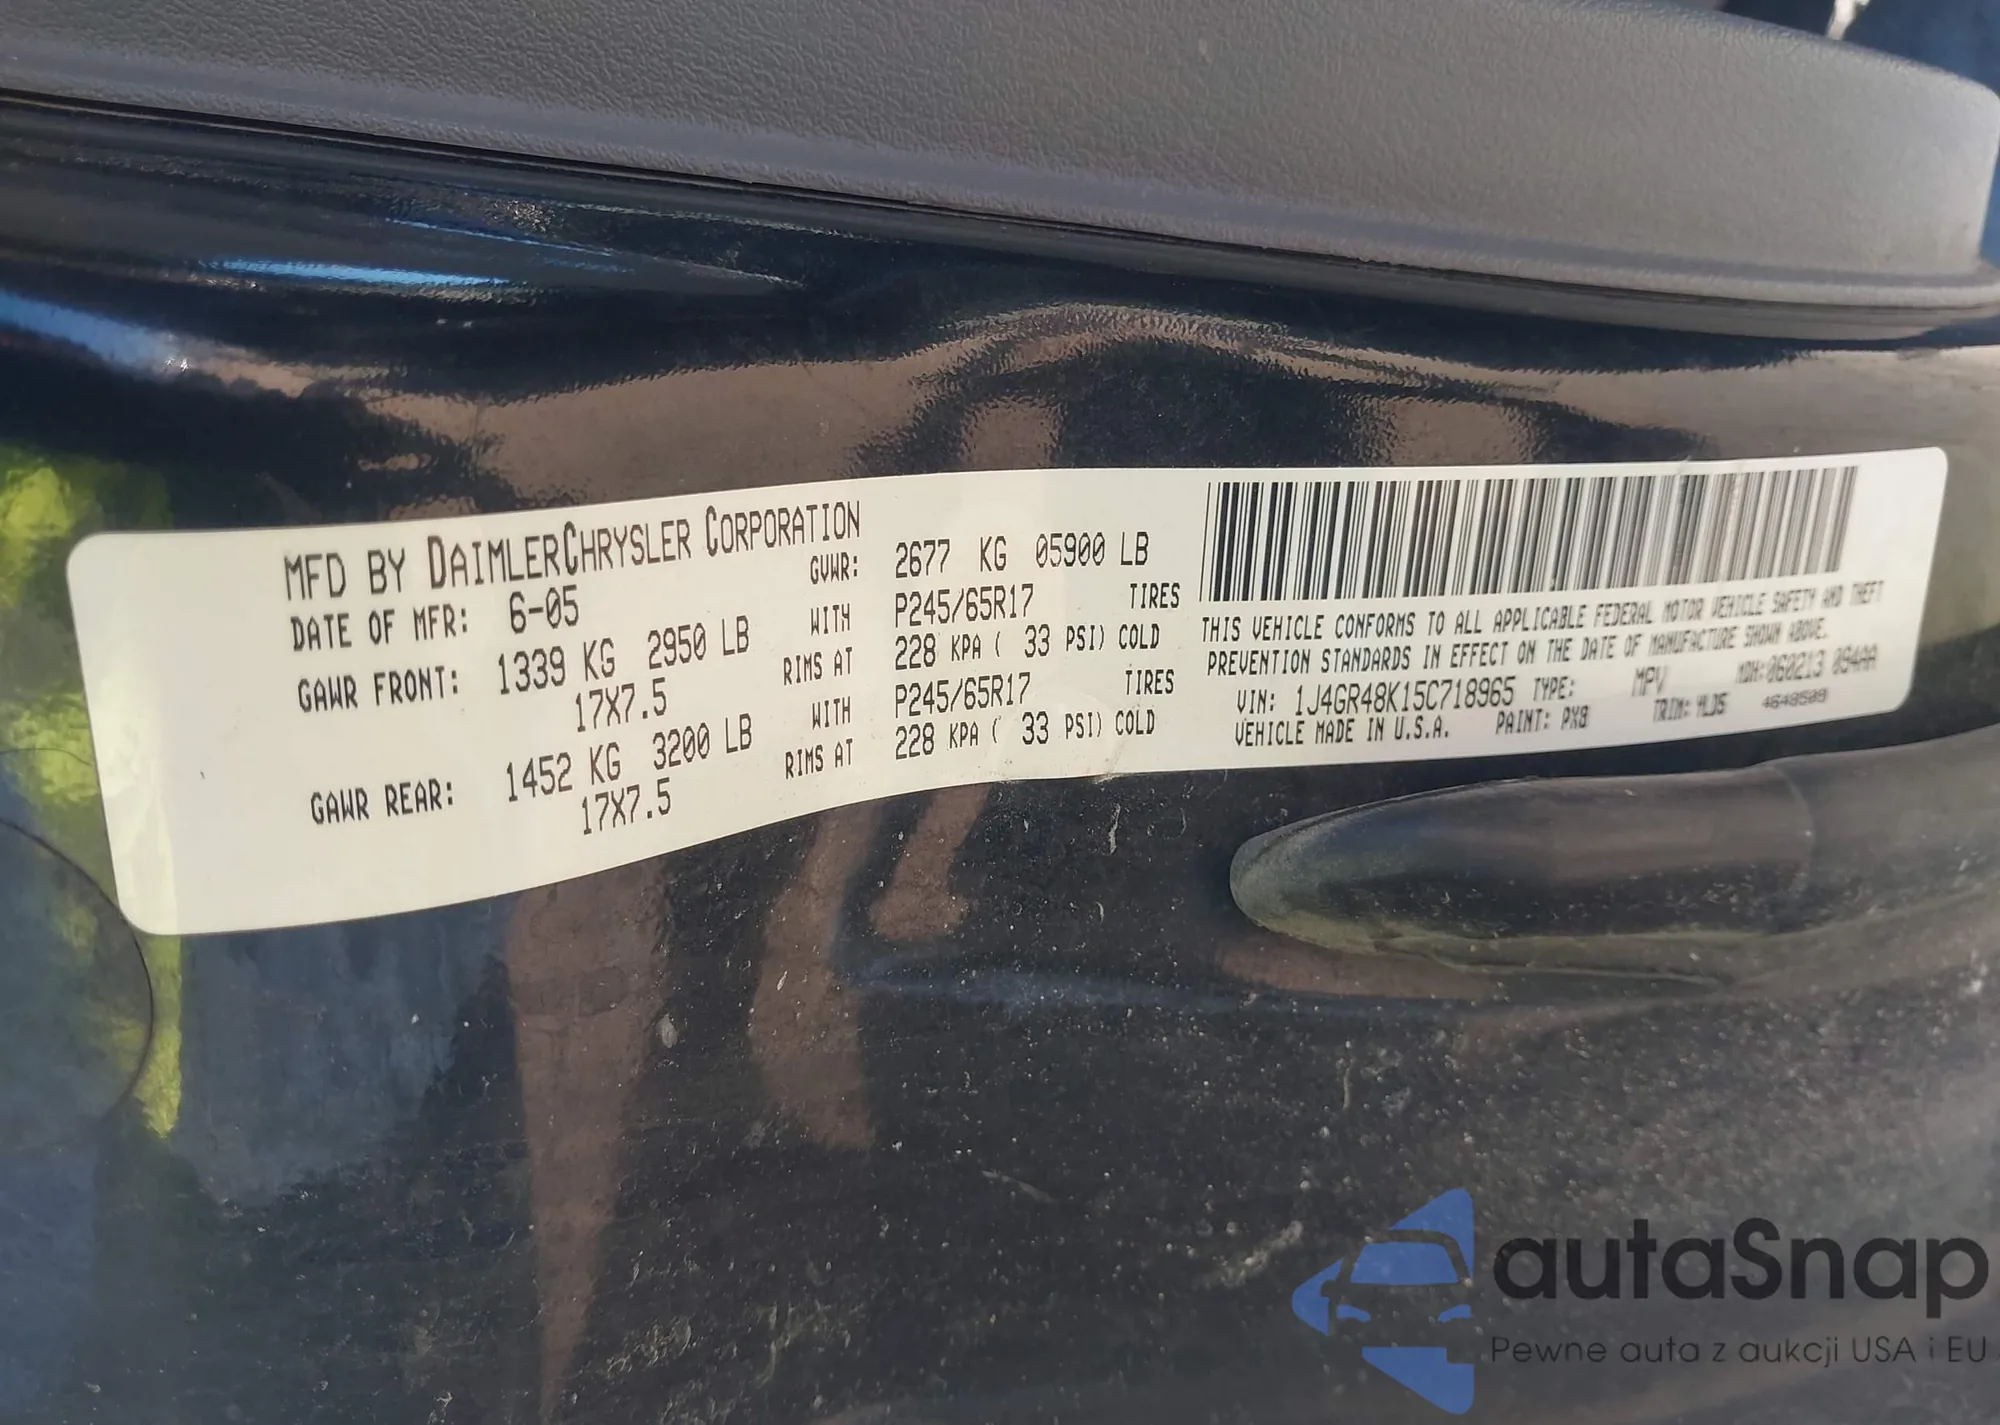 MFD BY DAIMLERCHRYSLER CORPORATION
DATE OF MFR: 6-05 GVWR: 2677 KG 05900 LB
GAWR FRONT: 1339 KG 2950 LB WITH P245/65R17 TIRES
17X7.5 RIMS AT 228 KPA ( 33 PSI) COLD
GAWR REAR: 1452 KG 3200 LB WITH P245/65R17 TIRES
17X7.5 RIMS AT 228 KPA ( 33 PSI) COLD
THIS VEHICLE CONFORMS TO ALL APPLICABLE FEDERAL MOTOR VEHICLE SAFETY AND THEFT
PREVENTION STANDARDS IN EFFECT ON THE DATE OF MANUFACTURE SHOWN ABOVE.
VIN: 1J4GR48K15C718965 TYPE: MPV MDH:060213 094AA
VEHICLE MADE IN U.S.A. PAINT: PX8 TRIM:
autaSnap
Pewne auta z aukcji USA i EU